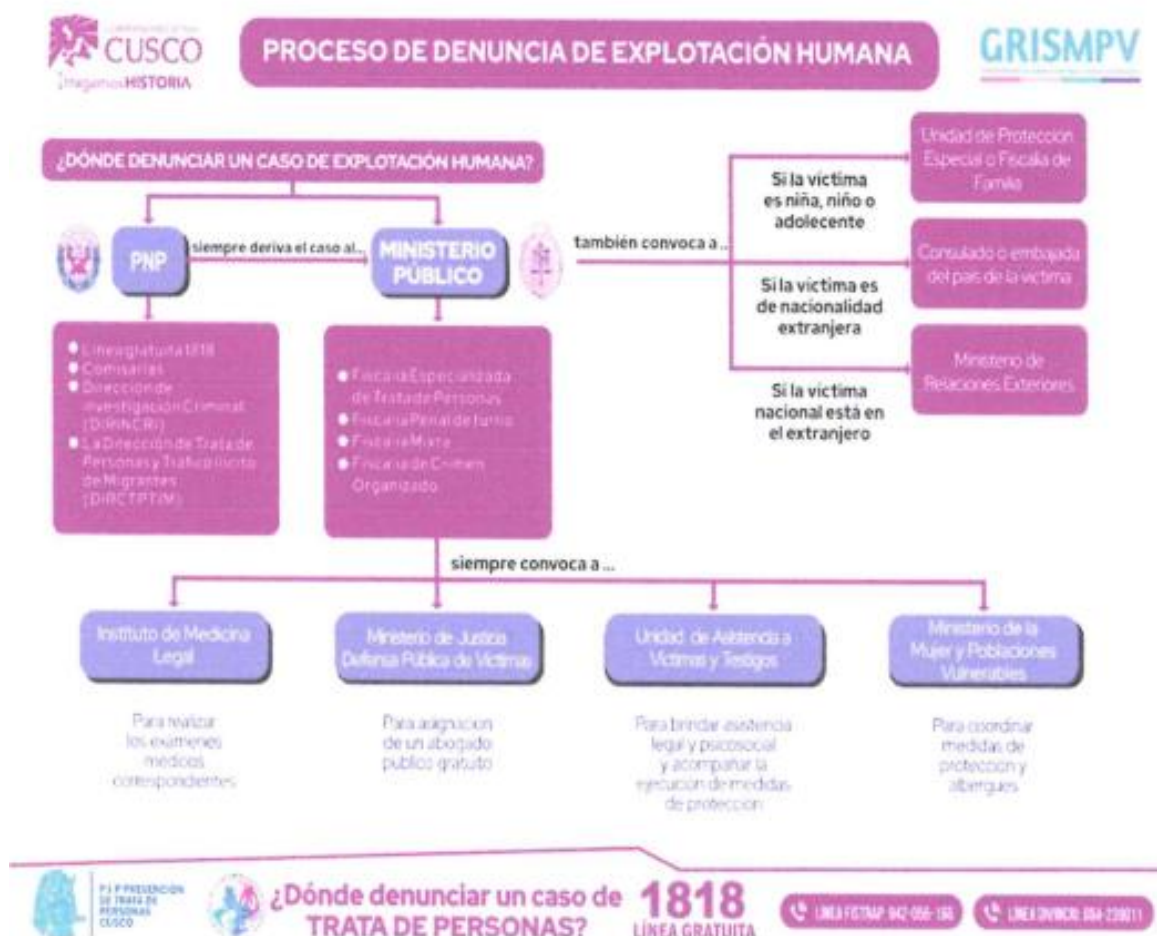 CUSCO
HISTORIA
PROCESO DE DENUNCIA DE EXPLOTACIÓN HUMANA
GRISMPV
¿DÓNDE DENUNCIAR UN CASO DE EXPLOTACIÓN HUMANA?
PNP
siempre deriva el caso al...
MINISTERIO
PÚBLICO
también convoca a ...
Si la víctima
es niña, niño o
adolecente
Unidad de Protección
Especial o Fiscalía de
Familia
Si la víctima es
de nacionalidad
extranjera
Consulado o embajada
del país de la víctima
Si la víctima
nacional está en
el extranjero
Ministerio de
Relaciones Exteriores
Línea gratuita 1818
Comisarías
Dirección de
investigación Criminal
(DIRINCRI)
La Dirección de Trata de
Personas y Tráfico ilícito
de Migrantes
(DIRCTPTIM)
Fiscalía Especializada
de Trata de Personas
Fiscalía Penal de turno
Fiscalía Mixta
Fiscalía de Crimen
Organizado
siempre convoca a ...
Instituto de Medicina
Legal
Para realizar
los exámenes
médicos
correspondientes
Ministerio de Justicia
Defensa Pública de Víctimas
Para asignacion
de un abogado
público gratuito
Unidad de Asistencia a
Víctimas y Testigos
Para brindar asistencia
legal y psicosocial
y acompañar la
ejecución de medidas
de protección
Ministerio de la
Mujer y Poblaciones
Vulnerables
Para coordinar
medidas de
protección y
albergues
PREVENCIÓN
DE TRATA DE
PERSONAS
CUSCO
¿Dónde denunciar un caso de
TRATA DE PERSONAS?
1818
LÍNEA GRATUITA